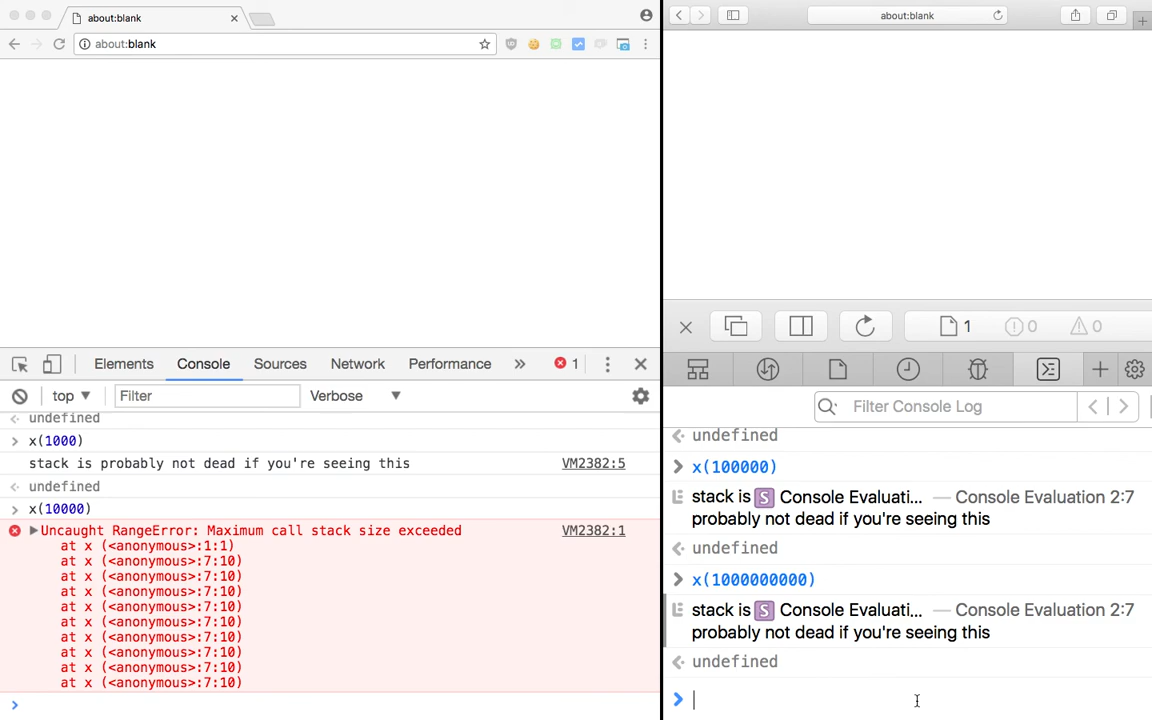 about:blank
about:blank
Elements Console Sources Network Performance » 1
top Filter Verbose
undefined
x(1000)
stack is probably not dead if you're seeing this VM2382:5
undefined
x(10000)
Uncaught RangeError: Maximum call stack size exceeded VM2382:1
at x (<anonymous>:1:1)
at x (<anonymous>:7:10)
at x (<anonymous>:7:10)
at x (<anonymous>:7:10)
at x (<anonymous>:7:10)
at x (<anonymous>:7:10)
at x (<anonymous>:7:10)
at x (<anonymous>:7:10)
at x (<anonymous>:7:10)
at x (<anonymous>:7:10)
about:blank
1 0 0
Filter Console Log
undefined
x(100000)
stack is S Console Evaluati... — Console Evaluation 2:7
probably not dead if you're seeing this
undefined
x(1000000000)
stack is S Console Evaluati... — Console Evaluation 2:7
probably not dead if you're seeing this
undefined